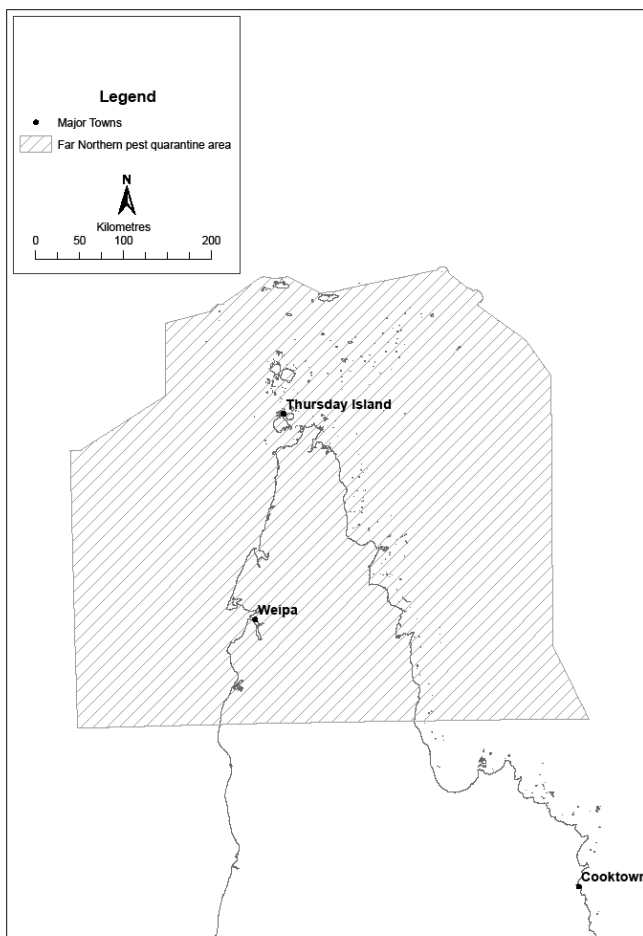 Legend
Major Towns
Far Northern pest quarantine area
N
Kilometres
0 50 100 200
Thursday Island
Weipa
Cooktown